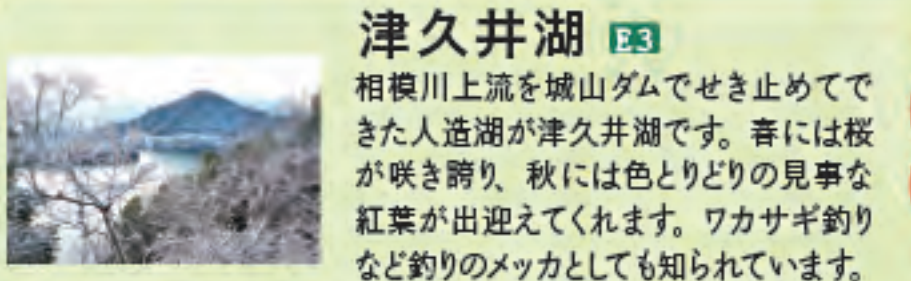 津久井湖 E3
相模川上流を城山ダムでせき止めてで
きた人造湖が津久井湖です。春には桜
が咲き誇り、秋には色とりどりの見事な
紅葉が出迎えてくれます。ワカサギ釣り
など釣りのメッカとしても知られています。